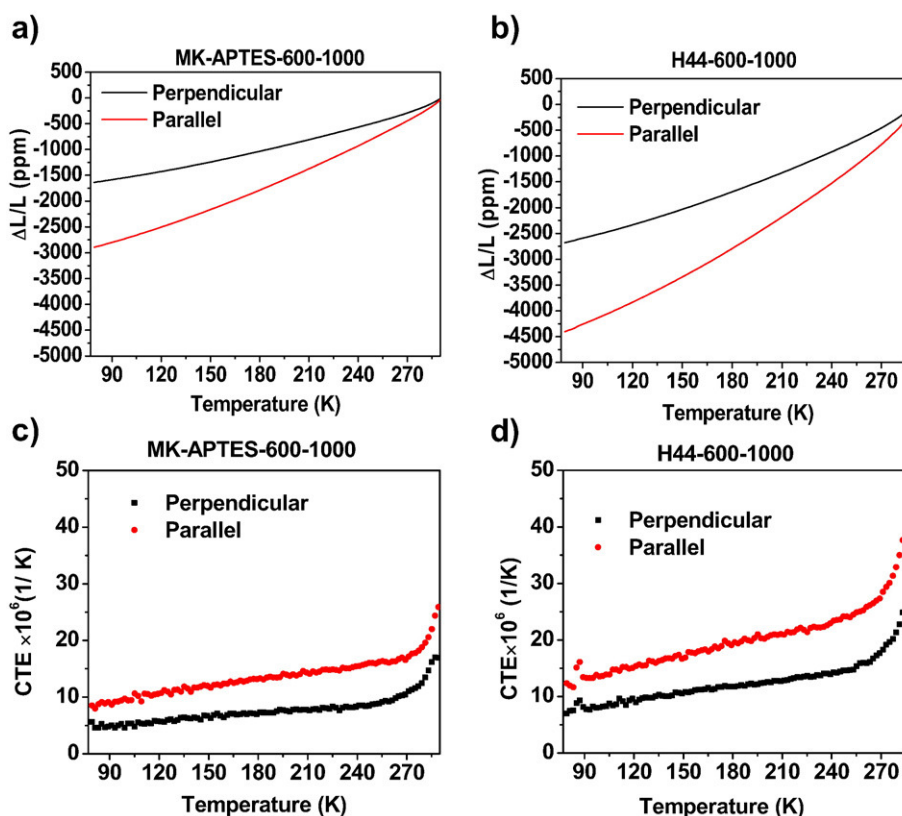 a)
MK-APTES-600-1000
500
0
-500
-1000
-1500
-2000
-2500
-3000
-3500
-4000
-4500
-5000
ΔL/L (ppm)
Perpendicular
Parallel
90 120 150 180 210 240 270
Temperature (K)
b)
H44-600-1000
500
0
-500
-1000
-1500
-2000
-2500
-3000
-3500
-4000
-4500
-5000
ΔL/L (ppm)
Perpendicular
Parallel
90 120 150 180 210 240 270
Temperature (K)
c)
MK-APTES-600-1000
50
40
30
20
10
0
CTE ×10⁶(1/ K)
Perpendicular
Parallel
90 120 150 180 210 240 270
Temperature (K)
d)
H44-600-1000
50
40
30
20
10
0
CTE×10⁶ (1/K)
Perpendicular
Parallel
90 120 150 180 210 240 270
Temperature (K)